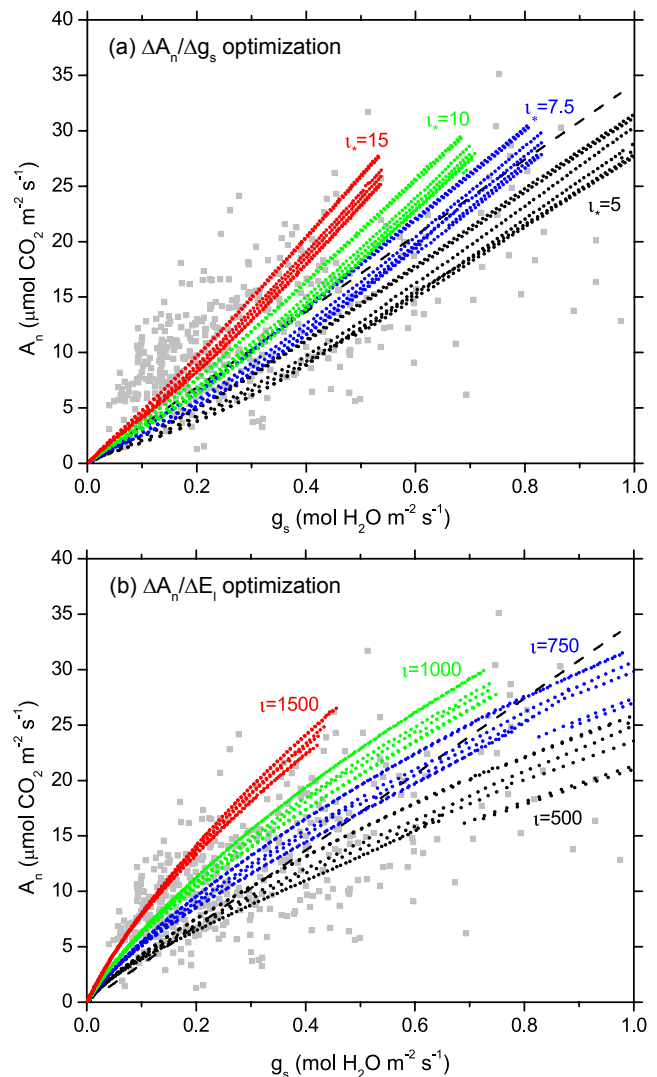 (a) ΔAₙ/Δgₛ optimization
40
35
30
25
20
15
10
5
0
Aₙ (μmol CO₂ m⁻² s⁻¹)
ι*=15
ι*=10
ι*=7.5
ι*=5
0.0 0.2 0.4 0.6 0.8 1.0
gₛ (mol H₂O m⁻² s⁻¹)
(b) ΔAₙ/ΔEₗ optimization
40
35
30
25
20
15
10
5
0
Aₙ (μmol CO₂ m⁻² s⁻¹)
ι=1500
ι=1000
ι=750
ι=500
0.0 0.2 0.4 0.6 0.8 1.0
gₛ (mol H₂O m⁻² s⁻¹)